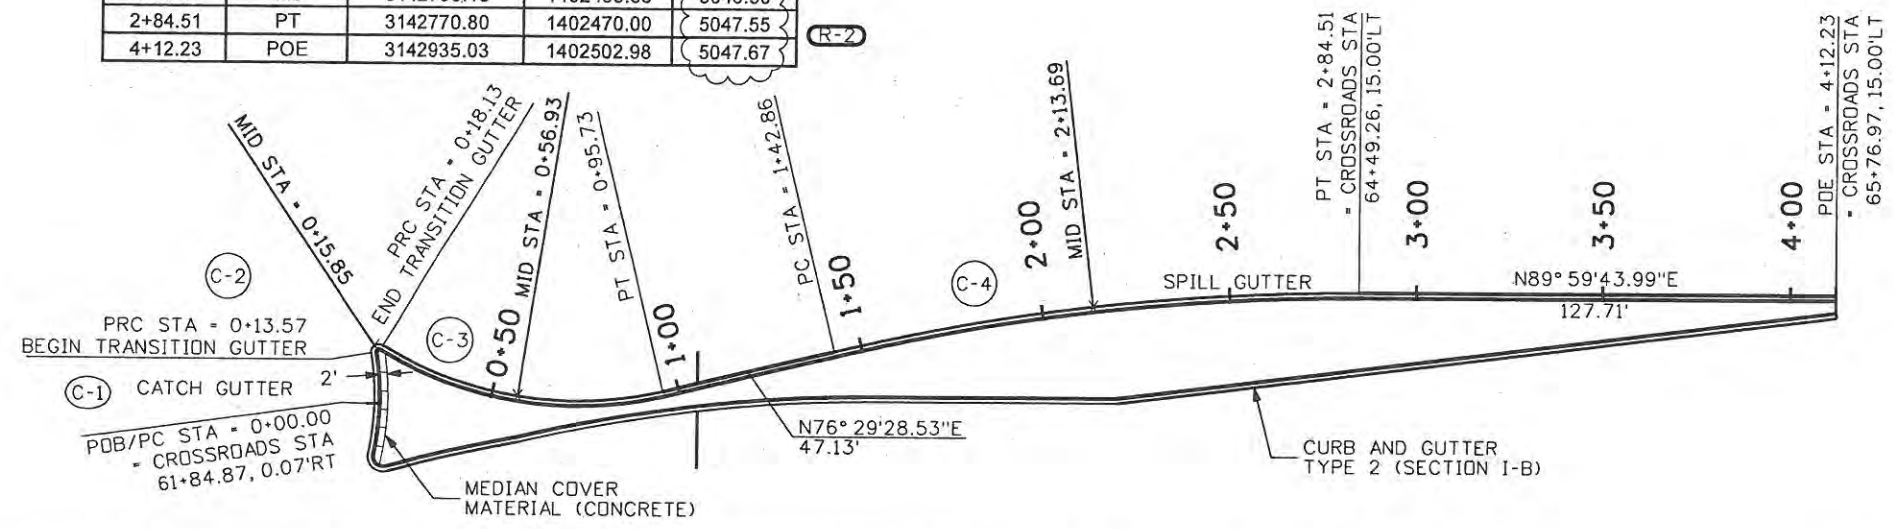 2+84.51 PT 3142770.80 1402470.00 5047.55
4+12.23 POE 3142935.03 1402502.98 5047.67
R-2
MID STA = 0+15.85
PRC STA = 0+18.13
END TRANSITION GUTTER
MID STA = 0+56.93
0+50
PT STA = 0+95.73
1+00
PC STA = 1+42.86
1+50
2+00
MID STA = 2+13.69
2+50
PT STA = 2+84.51
= CROSSROADS STA
64+49.26, 15.00'LT
3+00
3+50
4+00
POE STA = 4+12.23
= CROSSROADS STA
65+76.97, 15.00'LT
C-2
C-3
C-4
SPILL GUTTER
N89°59'43.99"E
127.71'
PRC STA = 0+13.57
BEGIN TRANSITION GUTTER
2'
C-1
CATCH GUTTER
POB/PC STA = 0+00.00
= CROSSROADS STA
61+84.87, 0.07'RT
N76°29'28.53"E
47.13'
CURB AND GUTTER
TYPE 2 (SECTION I-B)
MEDIAN COVER
MATERIAL (CONCRETE)